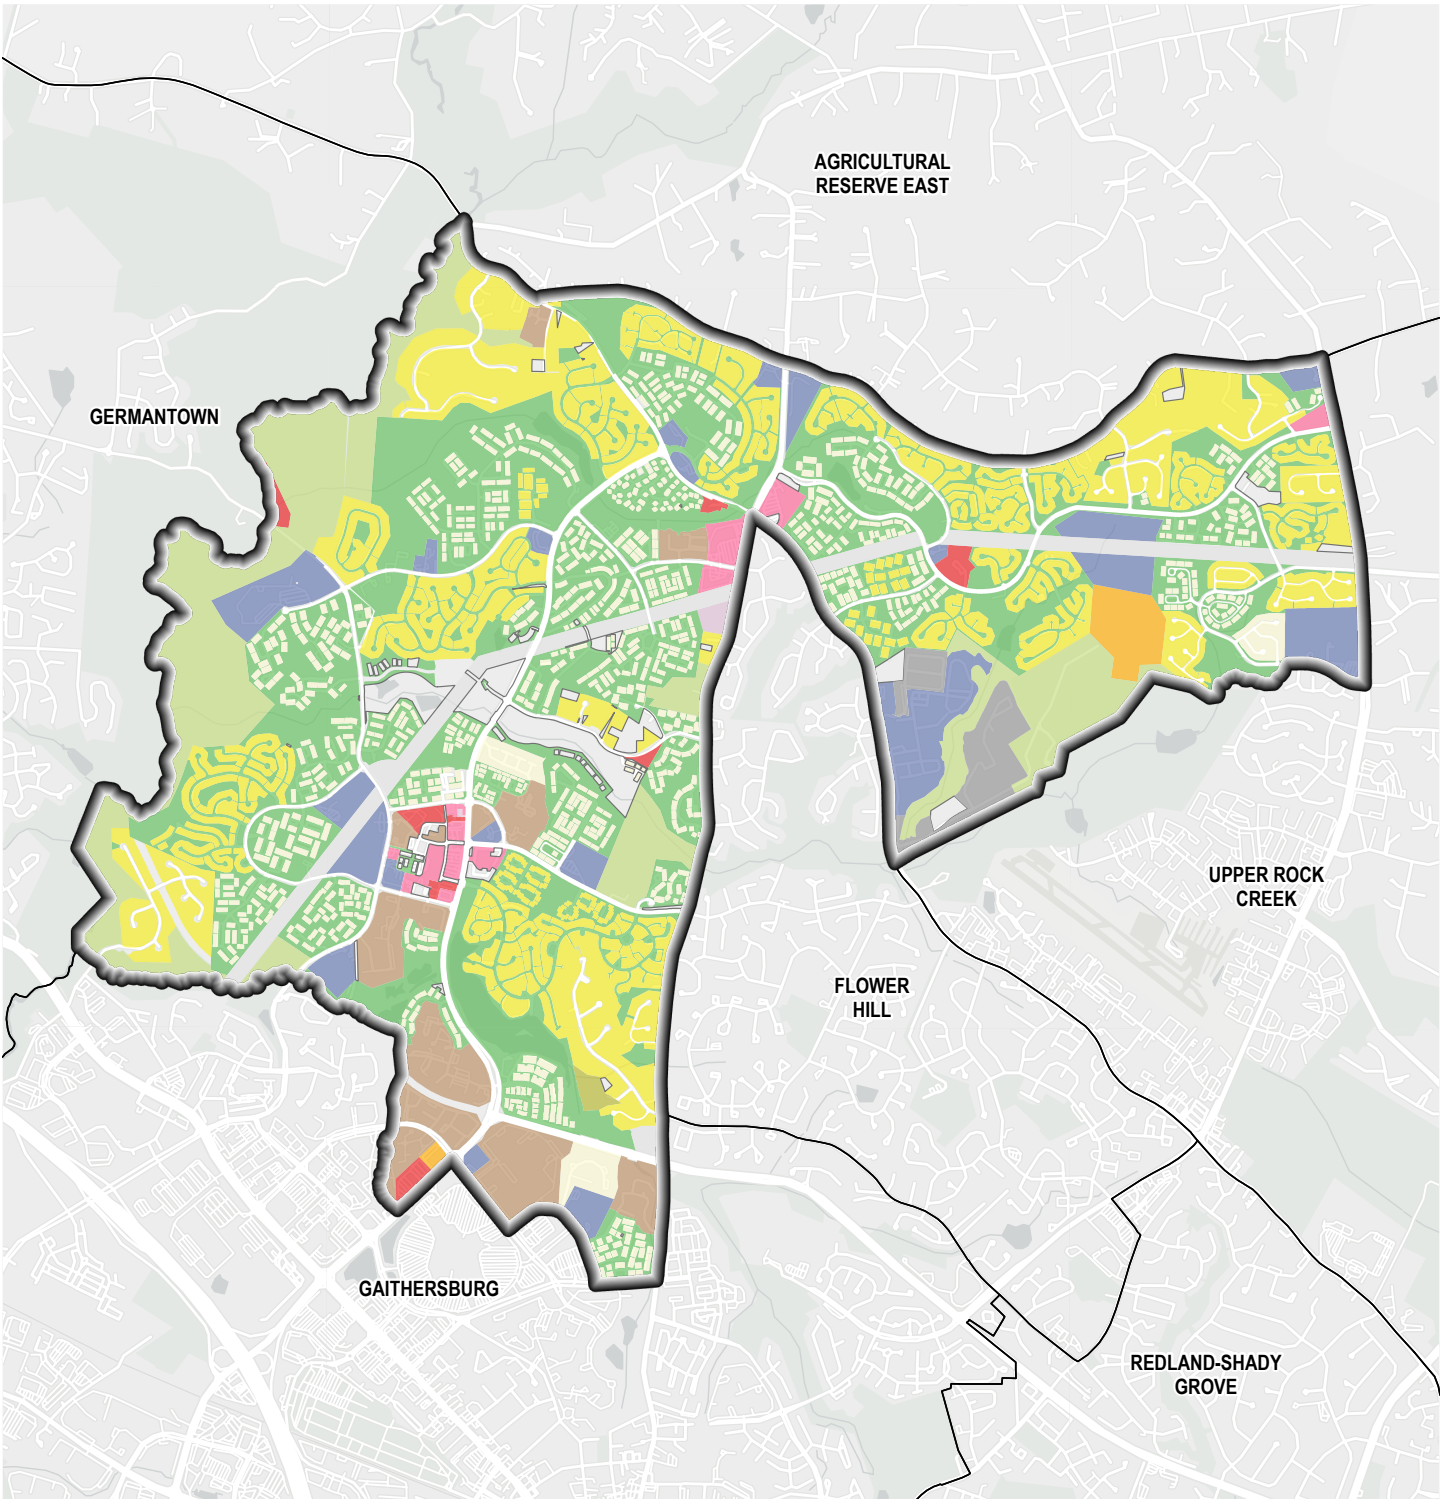 AGRICULTURAL
RESERVE EAST
GERMANTOWN
UPPER ROCK
CREEK
FLOWER
HILL
GAITHERSBURG
REDLAND-SHADY
GROVE